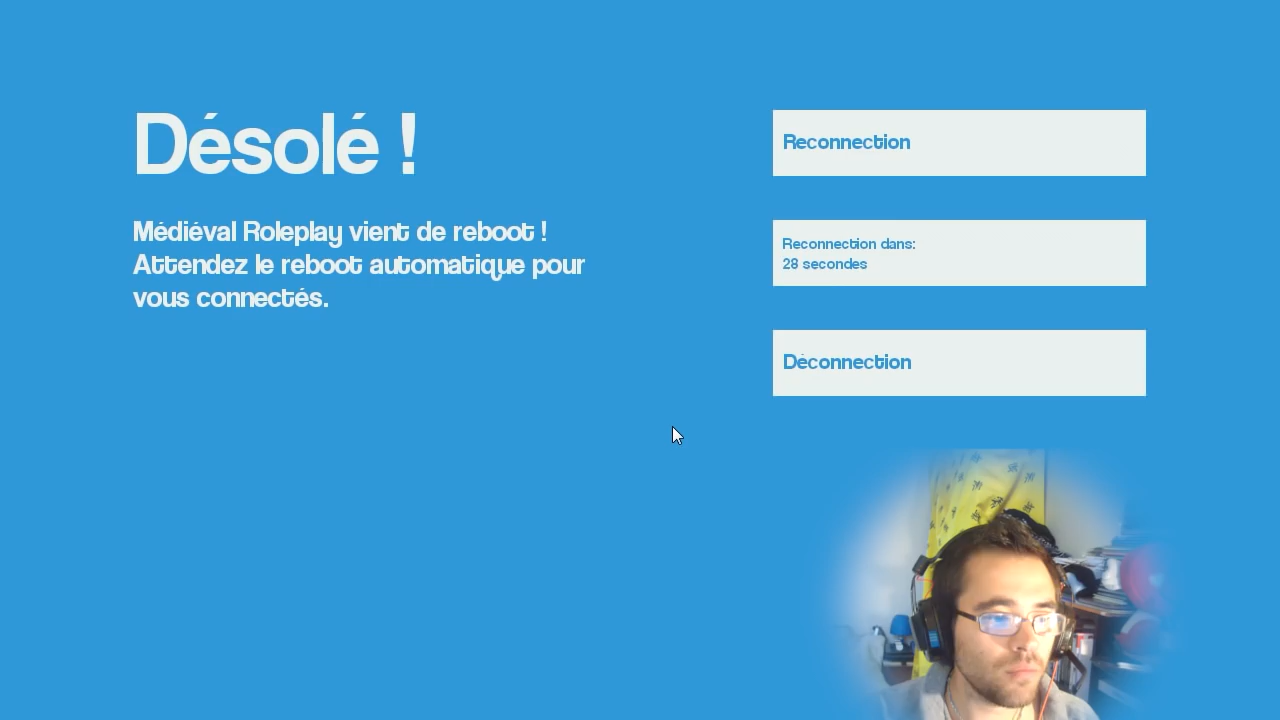 Désolé !
Médiéval Roleplay vient de reboot !
Attendez le reboot automatique pour
vous connectés.
Reconnection
Reconnection dans:
28 secondes
Déconnection